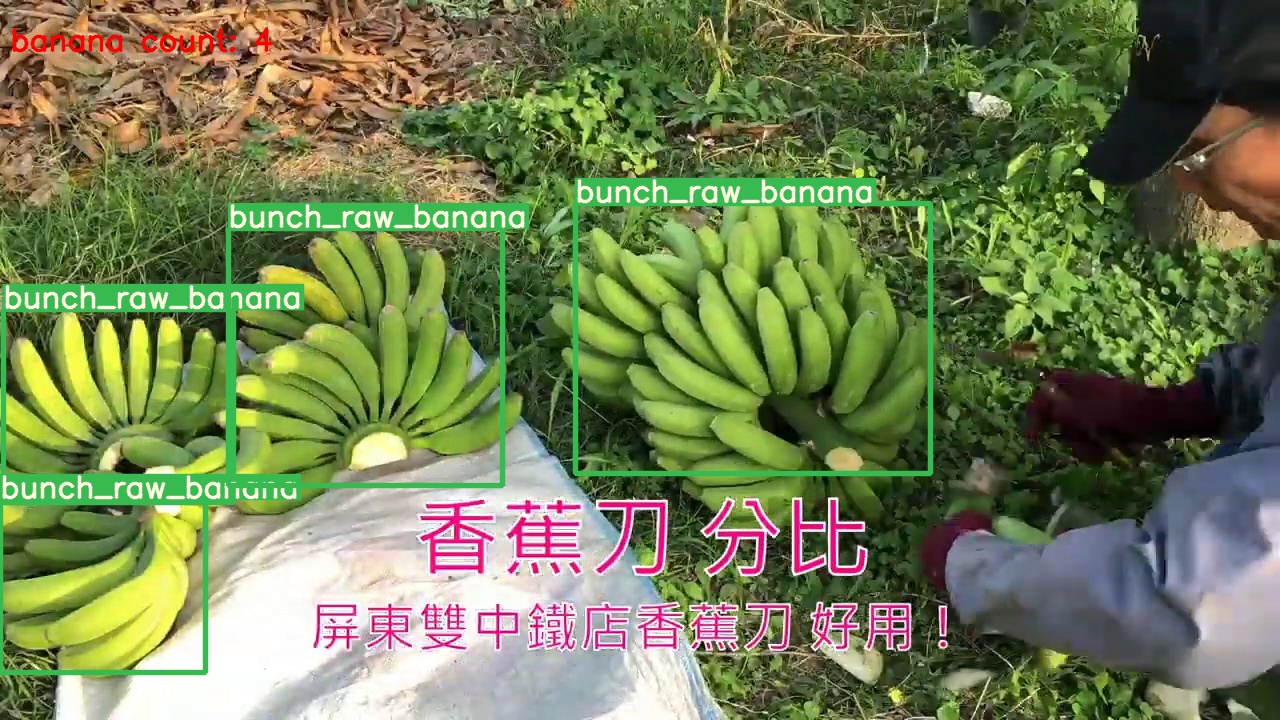 banana count: 4
bunch_raw_banana
bunch_raw_banana
bunch_raw_banana
bunch_raw_banana
香蕉刀 分比
屏東雙中鐵店香蕉刀 好用！